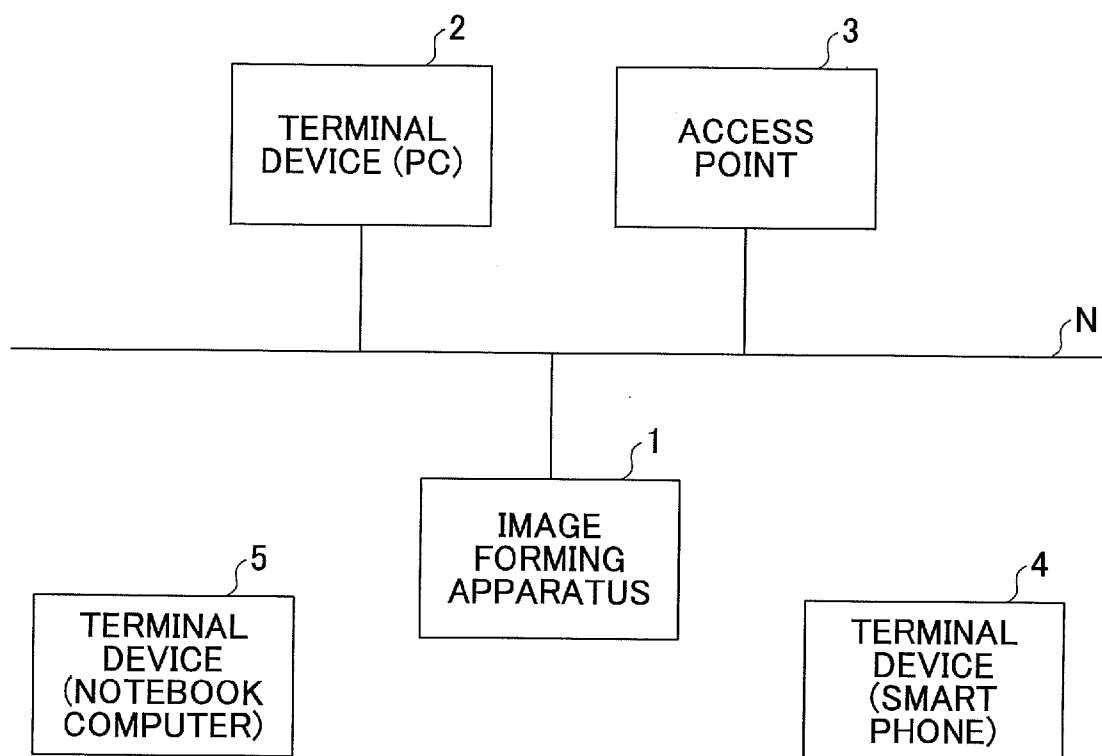 2
TERMINAL
DEVICE (PC)
3
ACCESS
POINT
N
1
IMAGE
FORMING
APPARATUS
5
TERMINAL
DEVICE
(NOTEBOOK
COMPUTER)
4
TERMINAL
DEVICE
(SMART
PHONE)